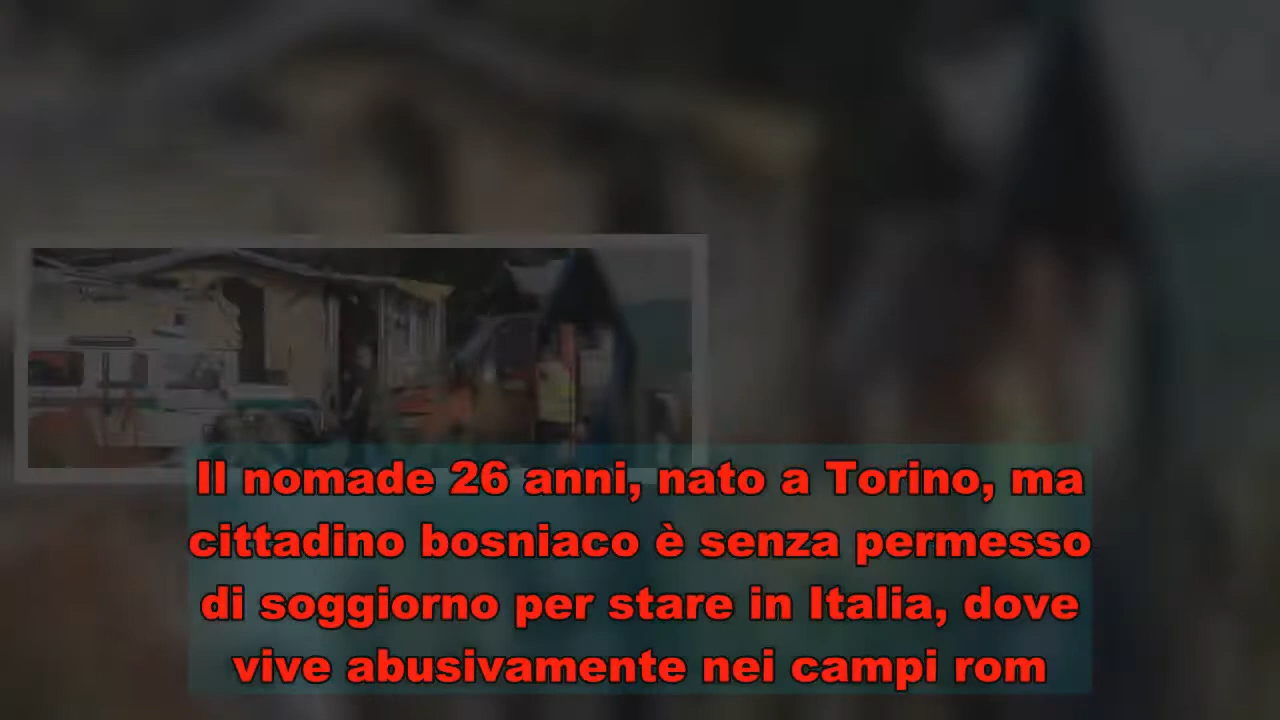 Il nomade 26 anni, nato a Torino, ma
cittadino bosniaco è senza permesso
di soggiorno per stare in Italia, dove
vive abusivamente nei campi rom